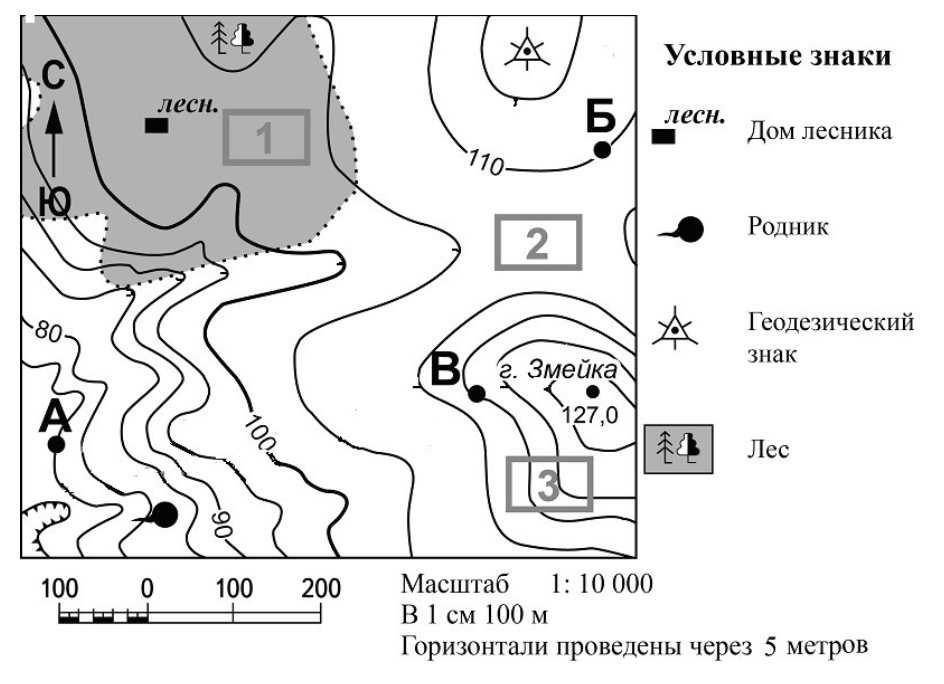 С
Ю
лесн.
1
110
Б
2
80
А
В
г. Змейка
127,0
100
3
90
Условные знаки
лесн.
Дом лесника
Родник
Геодезический
знак
Лес
100 0 100 200
Масштаб 1: 10 000
В 1 см 100 м
Горизонтали проведены через 5 метров